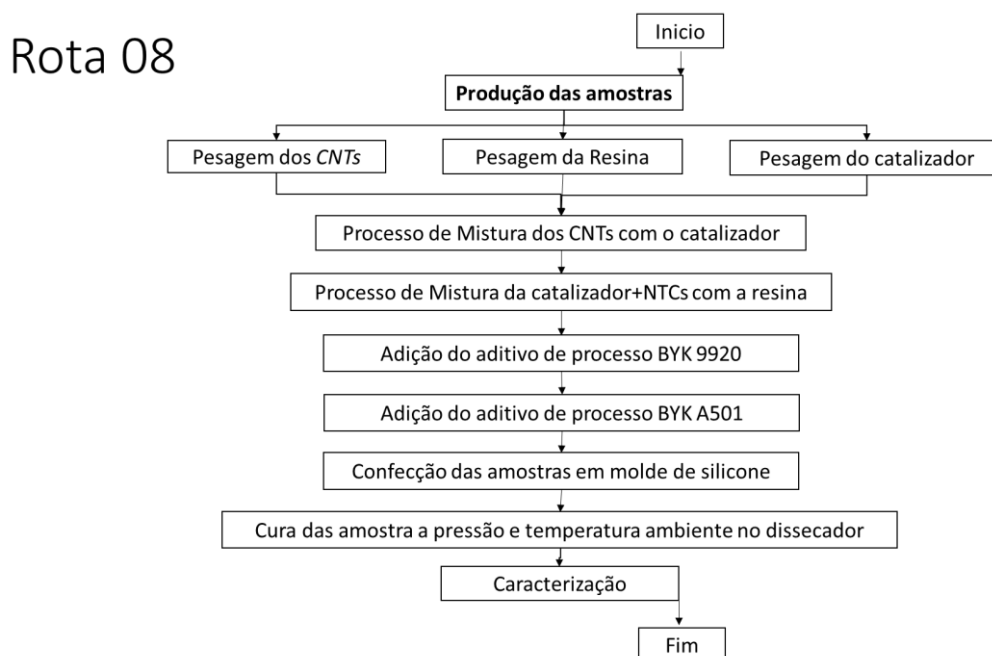 Rota 08
Inicio
Produção das amostras
Pesagem dos CNTs
Pesagem da Resina
Pesagem do catalizador
Processo de Mistura dos CNTs com o catalizador
Processo de Mistura da catalizador+NTCs com a resina
Adição do aditivo de processo BYK 9920
Adição do aditivo de processo BYK A501
Confecção das amostras em molde de silicone
Cura das amostra a pressão e temperatura ambiente no dissecador
Caracterização
Fim